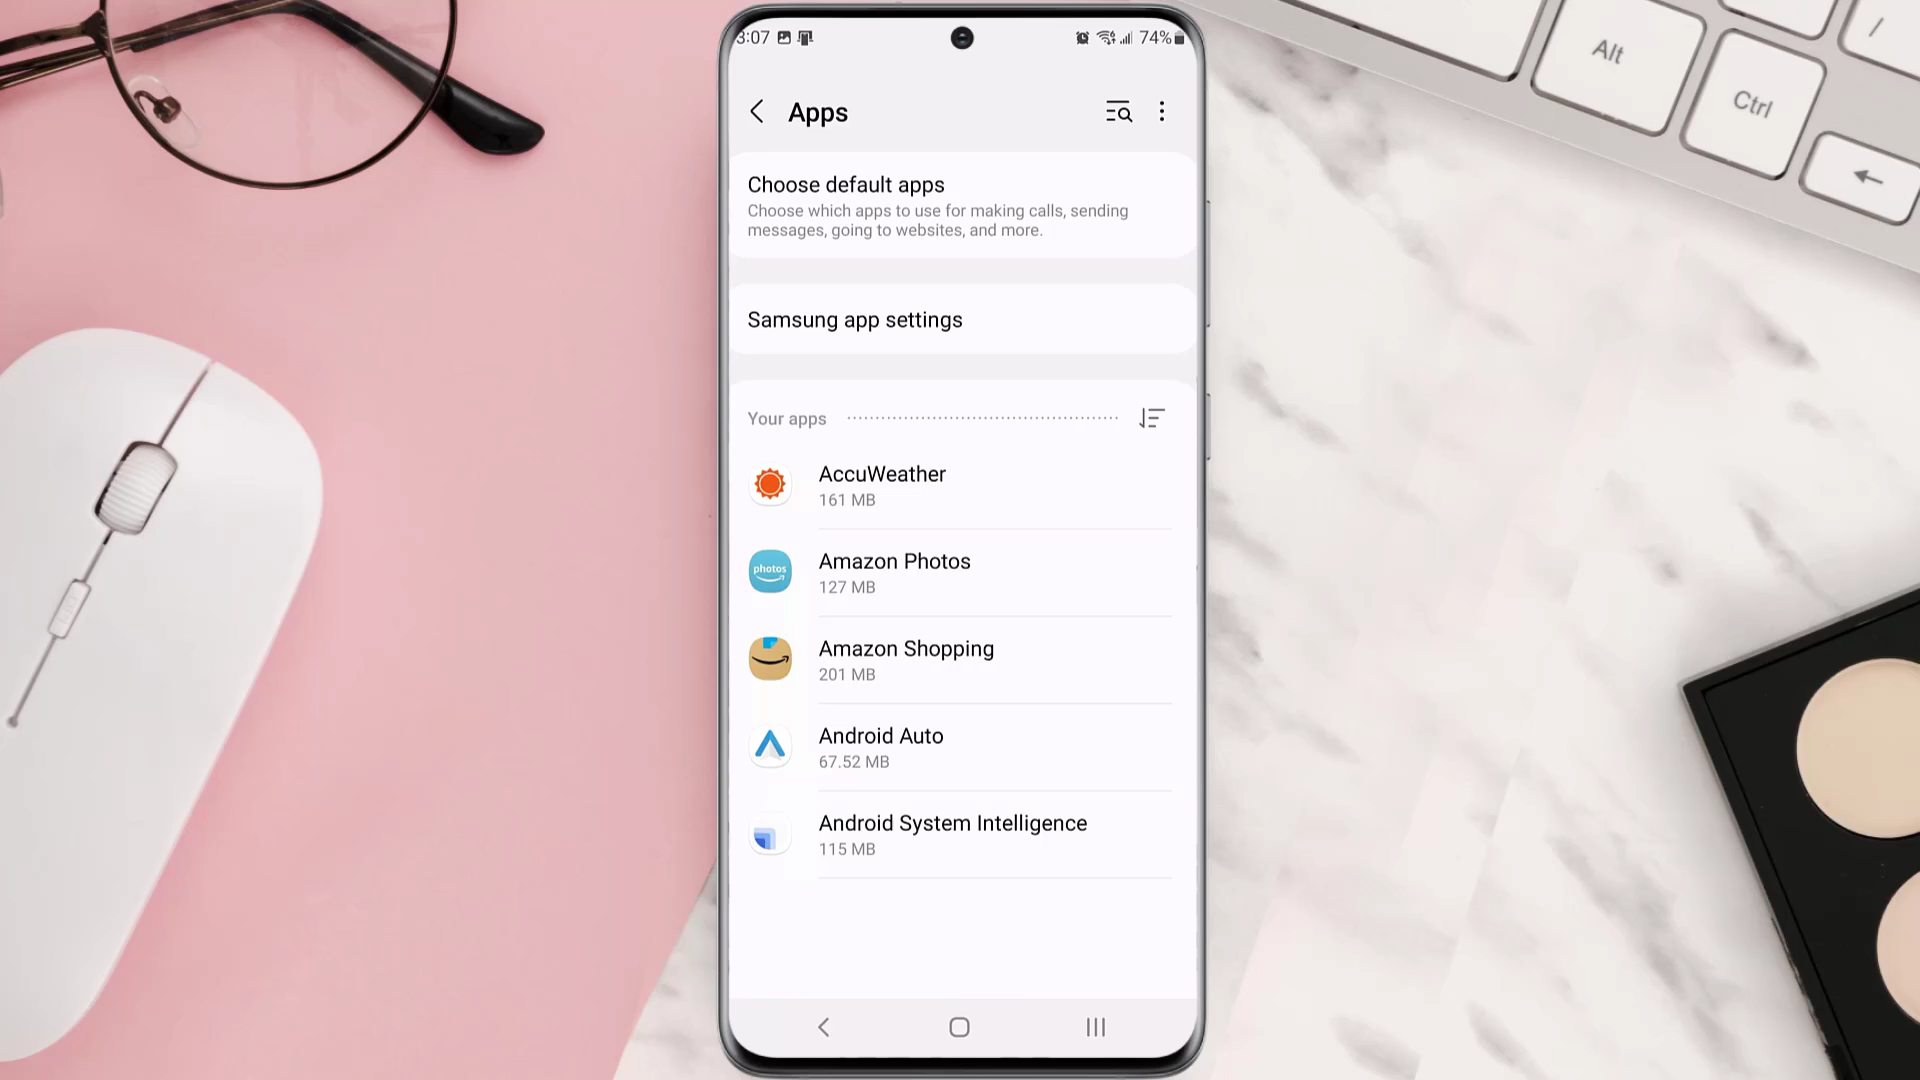 3:07
74%
Apps
Choose default apps
Choose which apps to use for making calls, sending
messages, going to websites, and more.
Samsung app settings
Your apps
AccuWeather
161 MB
photos
Amazon Photos
127 MB
Amazon Shopping
201 MB
Android Auto
67.52 MB
Android System Intelligence
115 MB
Alt
Ctrl
/